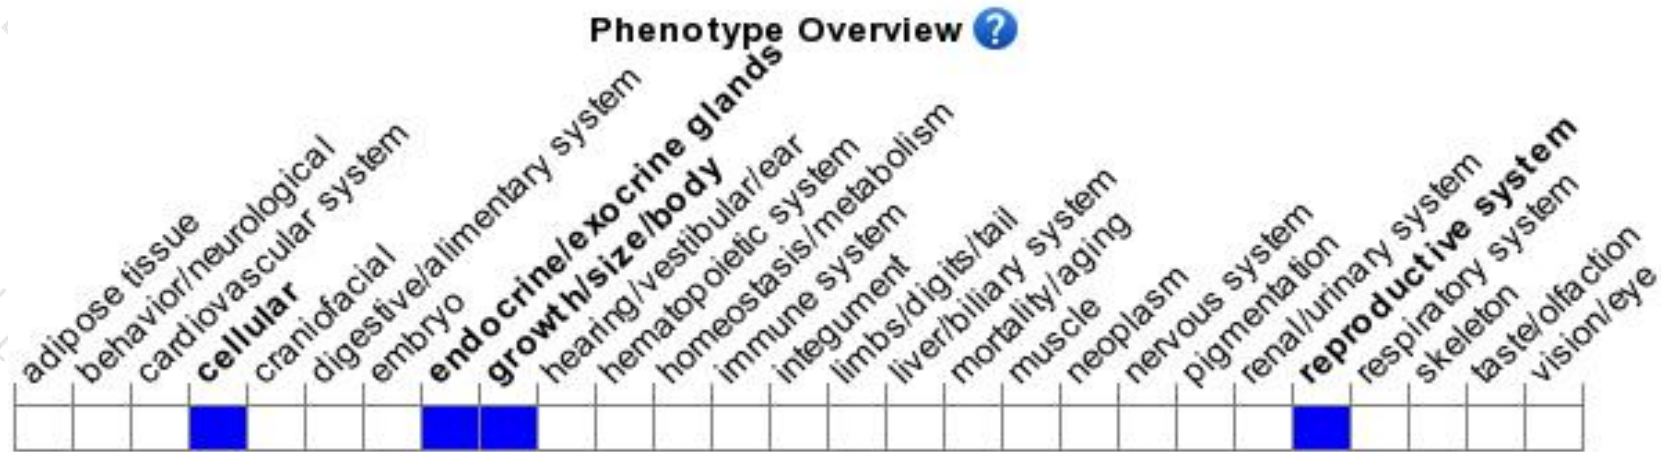 Phenotype Overview ?
adipose tissue
behavior/neurological
cardiovascular system
cellular
craniofacial
digestive/alimentary system
embryo
endocrine/exocrine glands
growth/size/body
hearing/vestibular/ear
hematopoietic system
homeostasis/metabolism
immune system
integument
limbs/digits/tail
liver/biliary system
mortality/aging
muscle
neoplasm
nervous system
pigmentation
renal/urinary system
reproductive system
respiratory system
skeleton
taste/olfaction
vision/eye